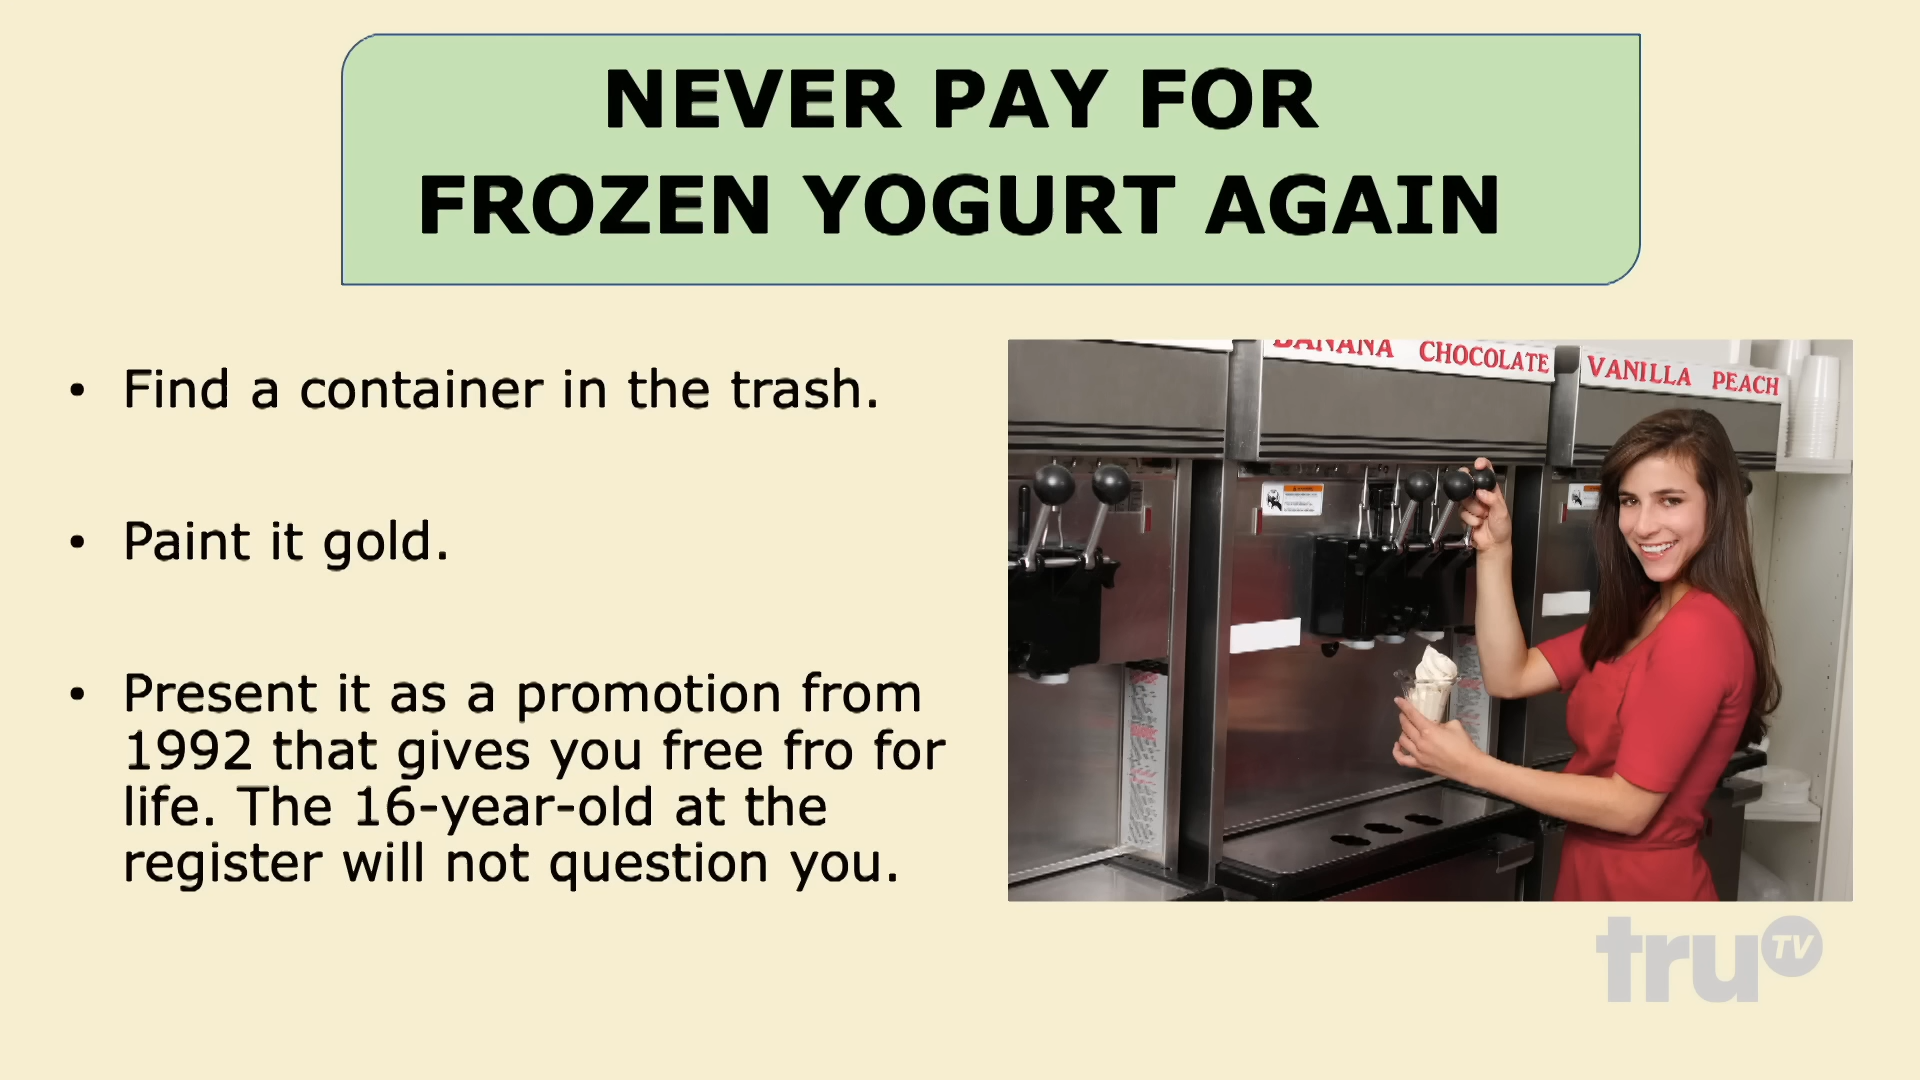 NEVER PAY FOR
FROZEN YOGURT AGAIN
• Find a container in the trash.
• Paint it gold.
• Present it as a promotion from
1992 that gives you free fro for
life. The 16-year-old at the
register will not question you.
BANANA CHOCOLATE
VANILLA PEACH
truTV